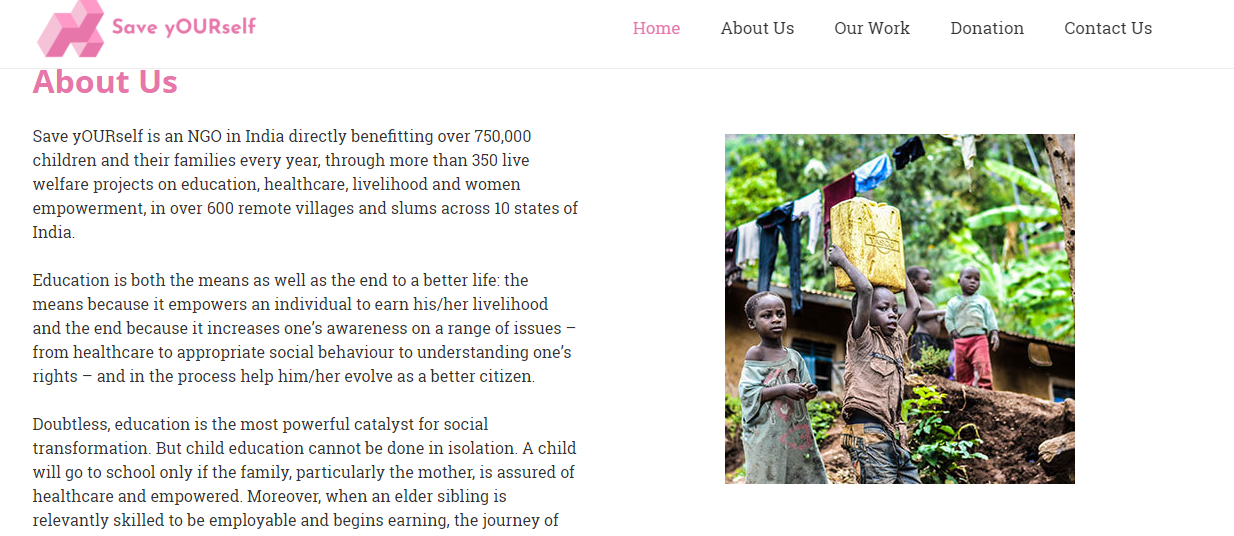 Save yOURself
Home
About Us
Our Work
Donation
Contact Us
About Us
Save yOURself is an NGO in India directly benefitting over 750,000
children and their families every year, through more than 350 live
welfare projects on education, healthcare, livelihood and women
empowerment, in over 600 remote villages and slums across 10 states of
India.
Education is both the means as well as the end to a better life: the
means because it empowers an individual to earn his/her livelihood
and the end because it increases one’s awareness on a range of issues –
from healthcare to appropriate social behaviour to understanding one’s
rights – and in the process help him/her evolve as a better citizen.
Doubtless, education is the most powerful catalyst for social
transformation. But child education cannot be done in isolation. A child
will go to school only if the family, particularly the mother, is assured of
healthcare and empowered. Moreover, when an elder sibling is
relevantly skilled to be employable and begins earning, the journey of